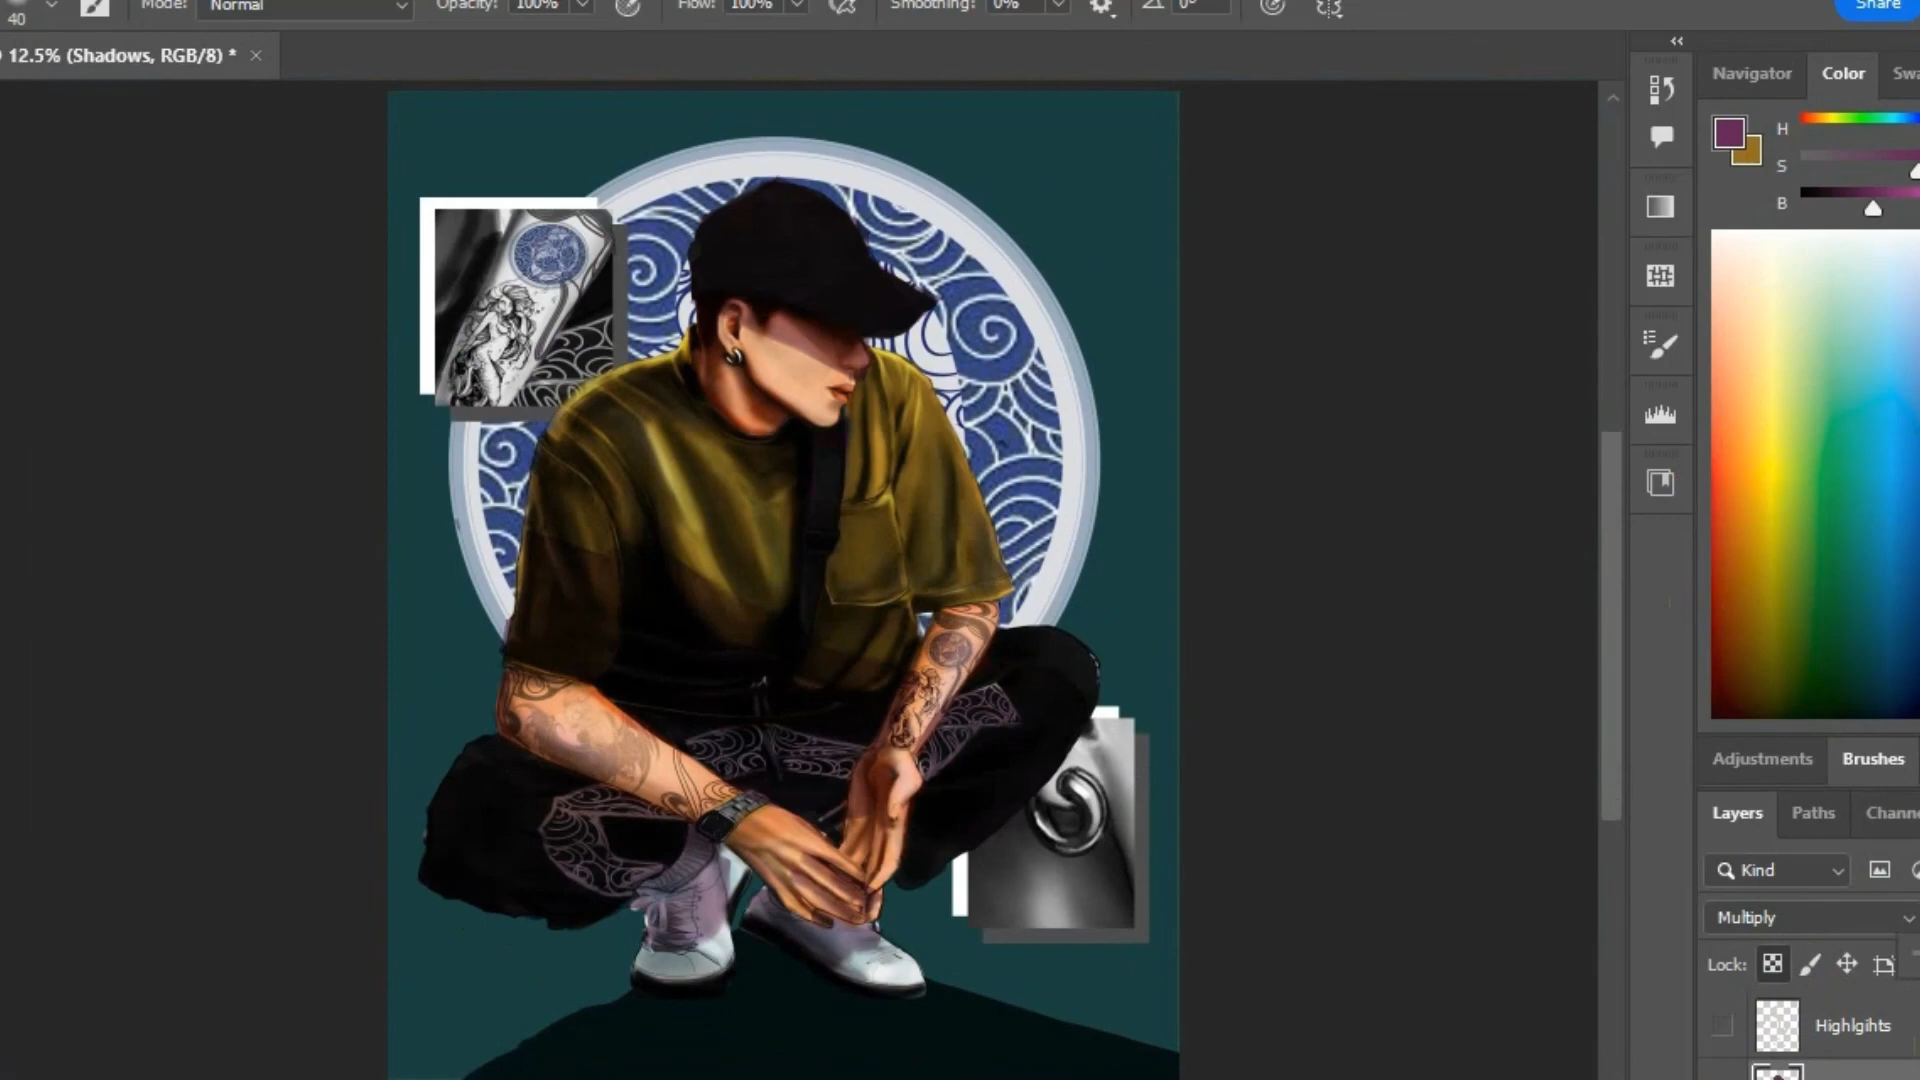 40
Mode: Normal Opacity: 100% Flow: 100% Smoothing: 0% 0°
Share
12.5% (Shadows, RGB/8) *
Navigator Color
H
S
B
Adjustments Brushes
Layers Paths
Kind
Multiply
Lock:
Highlgihts